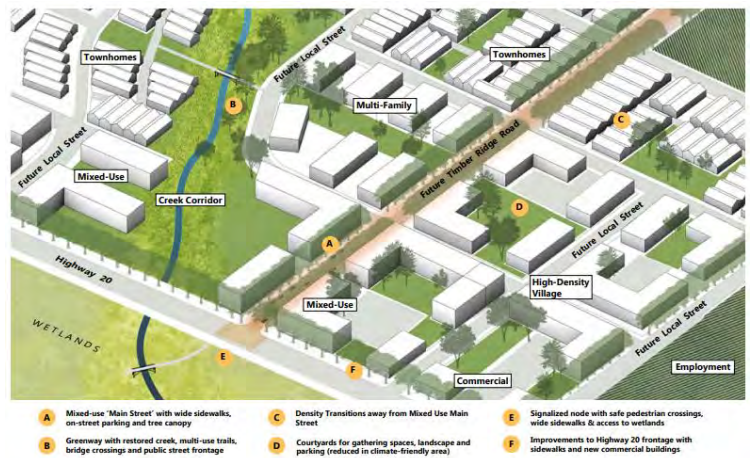 Townhomes
Future Local Street
Townhomes
B
Multi-Family
C
Future Local Street
Mixed-Use
Creek Corridor
Future Timber Ridge Road
D
A
Future Local Street
Highway 20
Mixed-Use
High-Density
Village
Future Local Street
WETLANDS
E
F
Commercial
Employment
A Mixed-use 'Main Street' with wide sidewalks,
on-street parking and tree canopy
B Greenway with restored creek, multi-use trails,
bridge crossings and public street frontage
C Density Transitions away from Mixed Use Main
Street
D Courtyards for gathering spaces, landscape and
parking (reduced in climate-friendly area)
E Signalized node with safe pedestrian crossings,
wide sidewalks & access to wetlands
F Improvements to Highway 20 frontage with
sidewalks and new commercial buildings